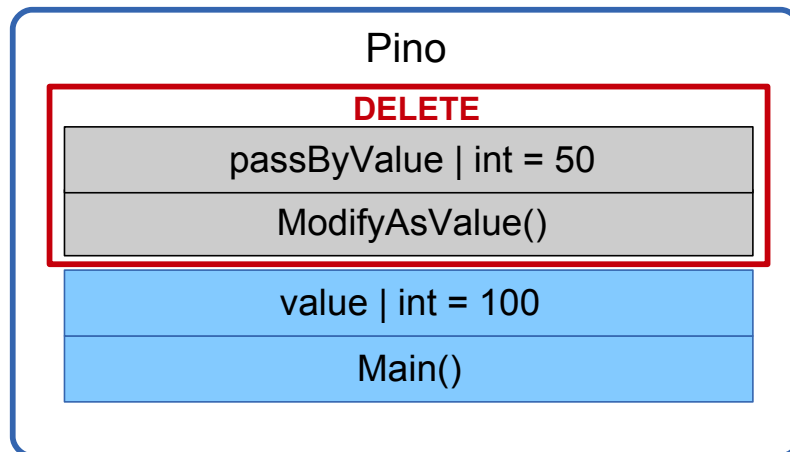 Pino
DELETE
passByValue | int = 50
ModifyAsValue()
value | int = 100
Main()